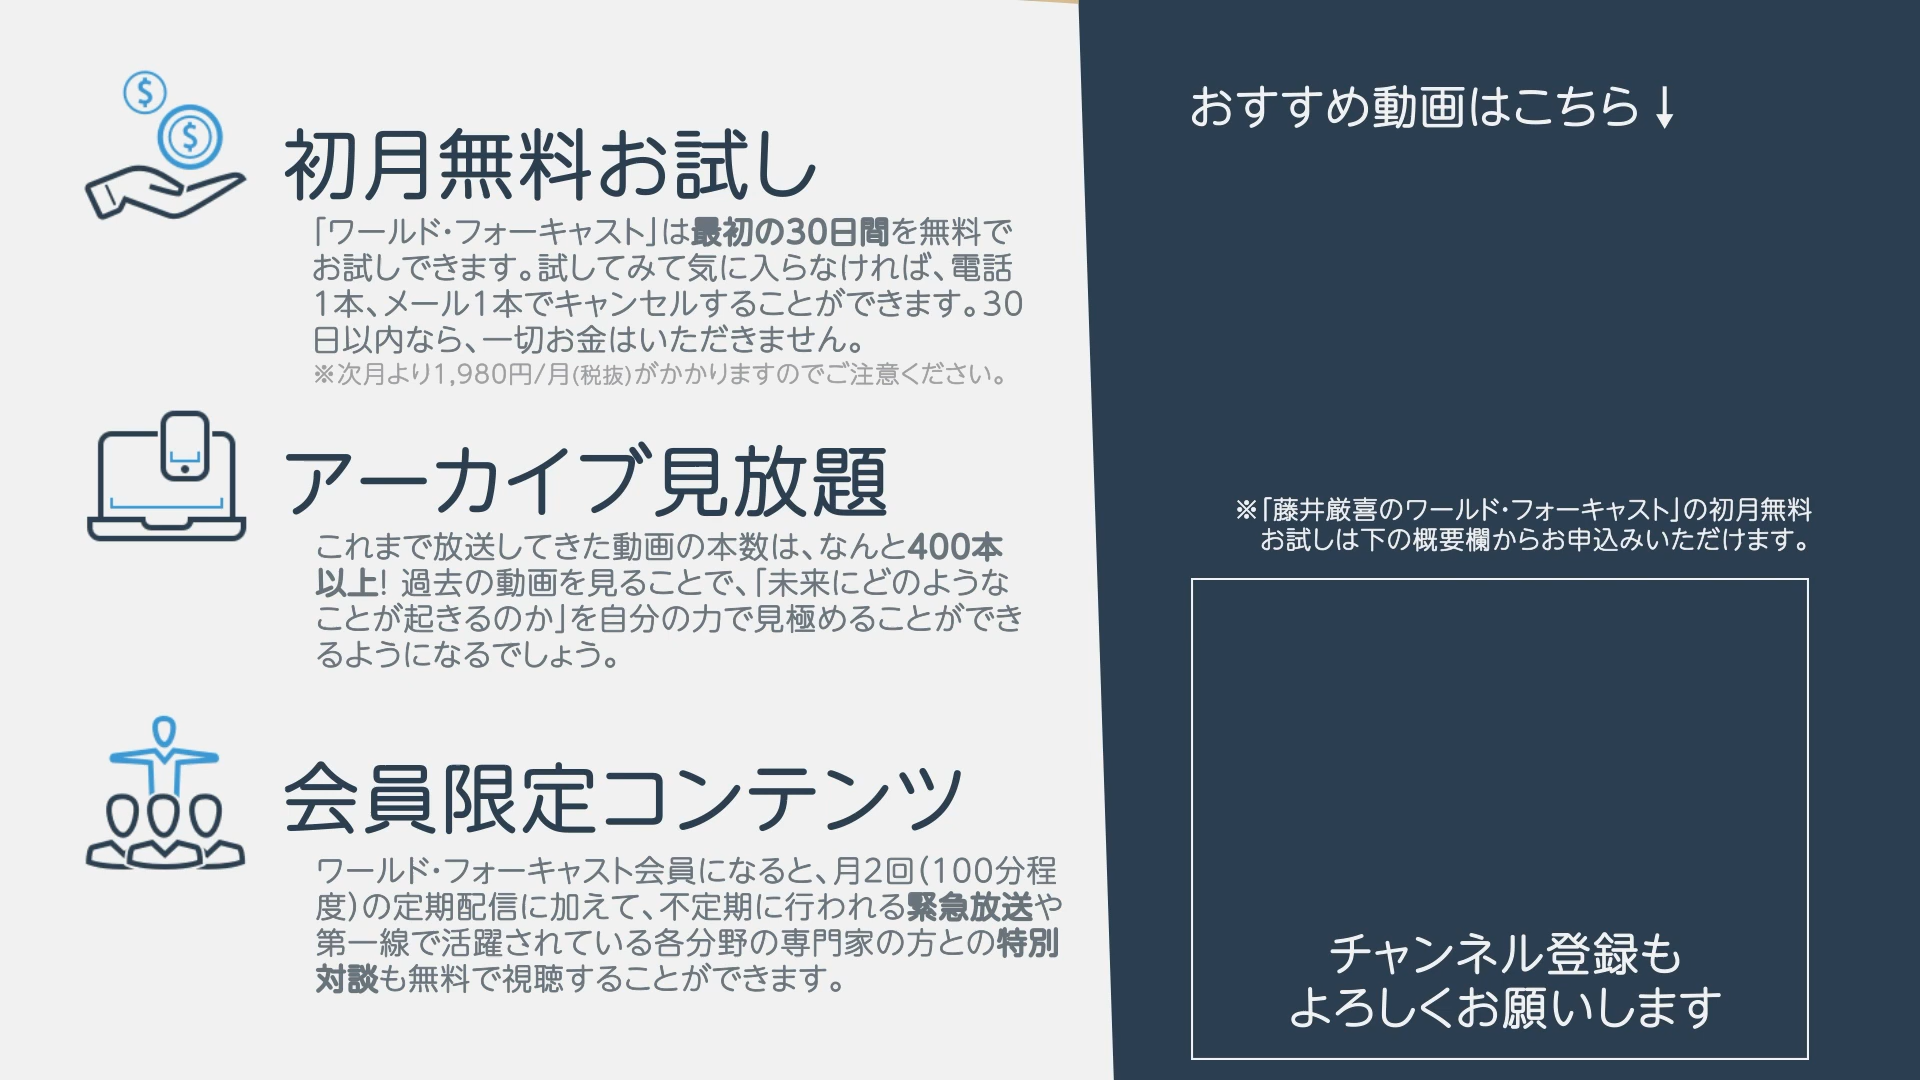 初月無料お試し
「ワールド・フォーキャスト」は最初の30日間を無料で
お試しできます。試してみて気に入らなければ、電話
1本、メール1本でキャンセルすることができます。30
日以内なら、一切お金はいただきません。
※次月より1,980円/月(税抜)がかかりますのでご注意ください。
アーカイブ見放題
これまで放送してきた動画の本数は、なんと400本
以上! 過去の動画を見ることで、「未来にどのような
ことが起きるのか」を自分の力で見極めることができ
るようになるでしょう。
会員限定コンテンツ
ワールド・フォーキャスト会員になると、月2回(100分程
度)の定期配信に加えて、不定期に行われる緊急放送や
第一線で活躍されている各分野の専門家の方との特別
対談も無料で視聴することができます。
おすすめ動画はこちら↓
※「藤井厳喜のワールド・フォーキャスト」の初月無料
お試しは下の概要欄からお申込みいただけます。
チャンネル登録も
よろしくお願いします
$
$